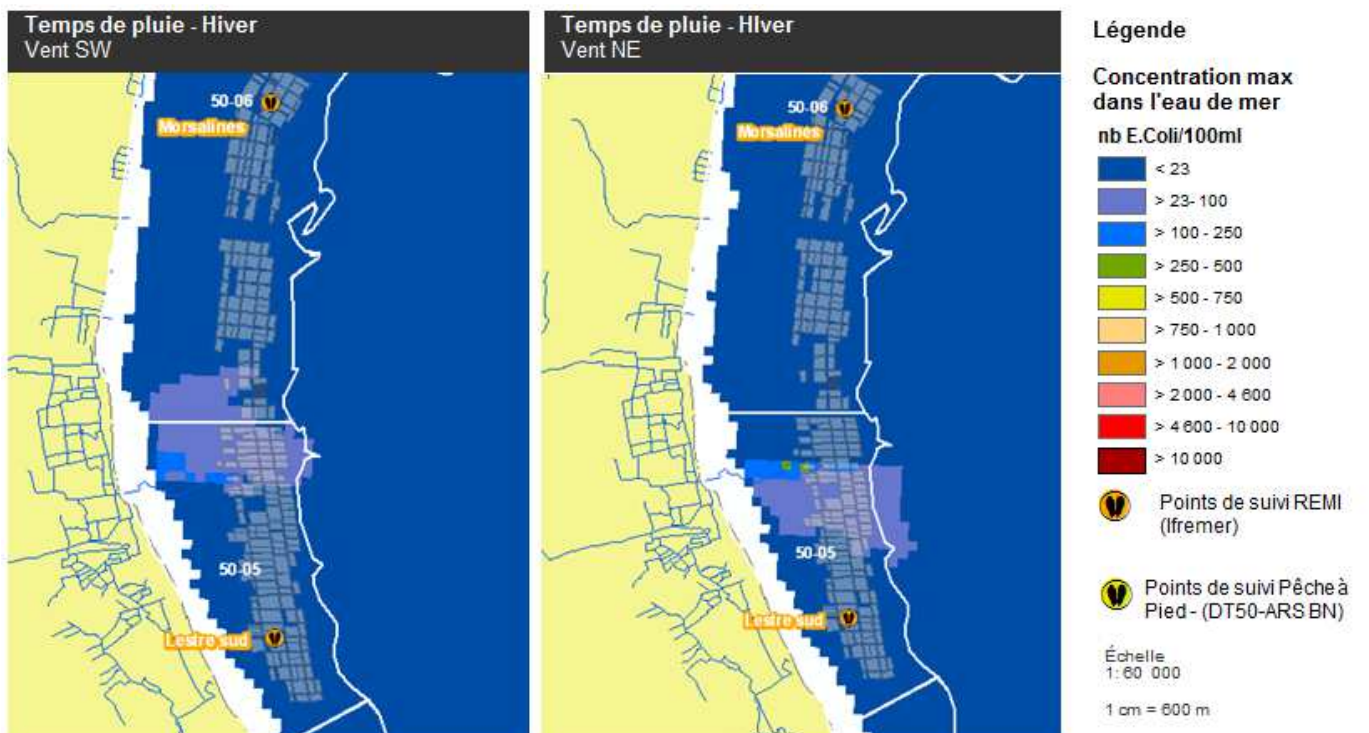 Temps de pluie - Hiver
Vent SW
50-06
Morsalines
50-05
Lestre sud
Temps de pluie - HIver
Vent NE
50-06
Morsalines
50-05
Lestre sud
Légende
Concentration max
dans l'eau de mer
nb E.Coli/100ml
< 23
> 23- 100
> 100 - 250
> 250 - 500
> 500 - 750
> 750 - 1 000
> 1 000 - 2 000
> 2 000 - 4 600
> 4 600 - 10 000
> 10 000
Points de suivi REMI
(Ifremer)
Points de suivi Pêche à
Pied - (DT50-ARS BN)
Échelle
1: 60 000
1 cm = 600 m